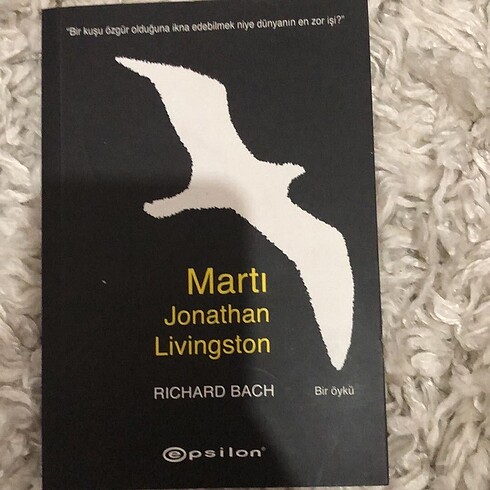 "Bir kuşu özgür olduğuna ikna edebilmek niye dünyanın en zor işi?"
Martı
Jonathan
Livingston
RICHARD BACH
Bir öykü
epsilon®